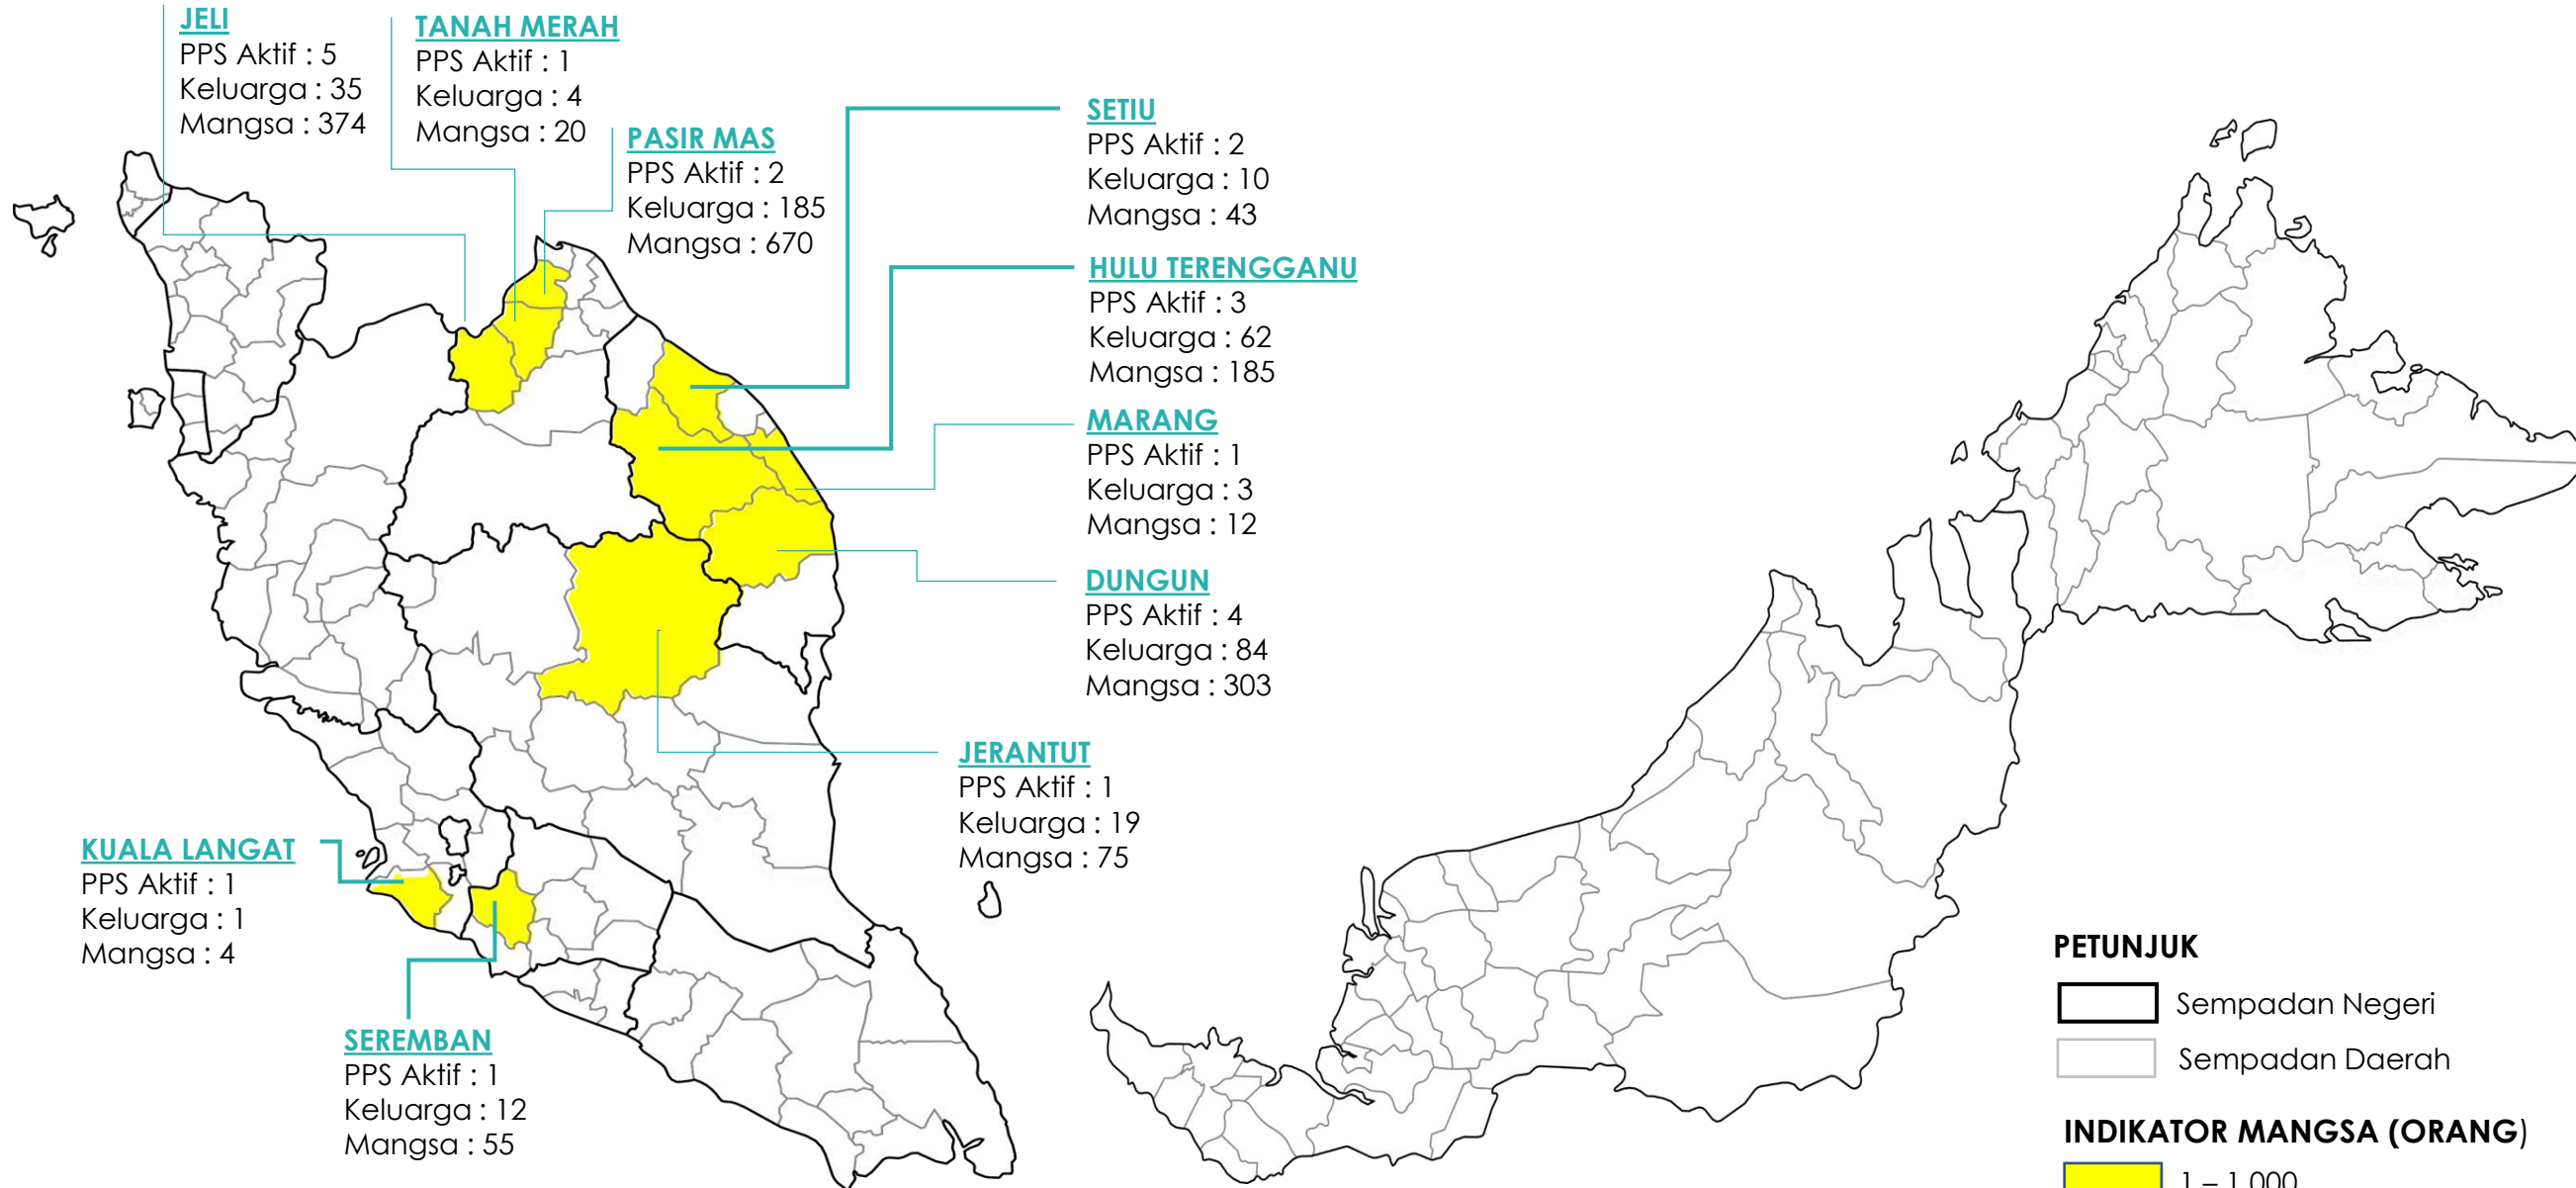 JELI
PPS Aktif : 5
Keluarga : 35
Mangsa : 374
TANAH MERAH
PPS Aktif : 1
Keluarga : 4
Mangsa : 20
PASIR MAS
PPS Aktif : 2
Keluarga : 185
Mangsa : 670
SETIU
PPS Aktif : 2
Keluarga : 10
Mangsa : 43
HULU TERENGGANU
PPS Aktif : 3
Keluarga : 62
Mangsa : 185
MARANG
PPS Aktif : 1
Keluarga : 3
Mangsa : 12
DUNGUN
PPS Aktif : 4
Keluarga : 84
Mangsa : 303
JERANTUT
PPS Aktif : 1
Keluarga : 19
Mangsa : 75
KUALA LANGAT
PPS Aktif : 1
Keluarga : 1
Mangsa : 4
SEREMBAN
PPS Aktif : 1
Keluarga : 12
Mangsa : 55
PETUNJUK
Sempadan Negeri
Sempadan Daerah
INDIKATOR MANGSA (ORANG)
1 – 1,000